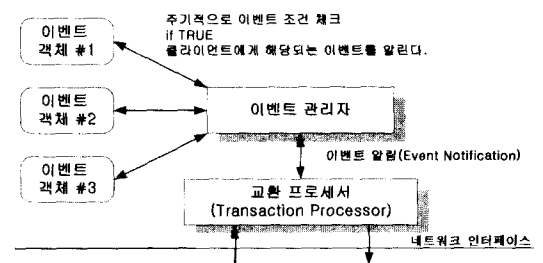 이벤트
객체 #1
주기적으로 이벤트 조건 체크
if TRUE
클라이언트에게 해당되는 이벤트를 알린다.
이벤트
객체 #2
이벤트 관리자
이벤트
객체 #3
이벤트 알림(Event Notification)
교환 프로세서
(Transaction Processor)
네트워크 인터페이스